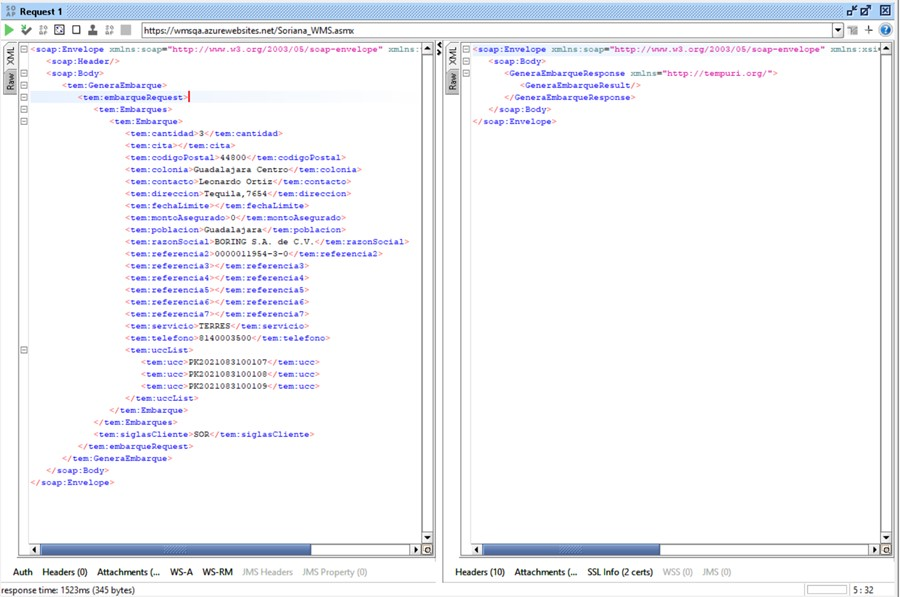 Request 1
https://wmsqa.azurewebsites.net/Soriana_WMS.asmx
XML
Raw
<soap:Envelope xmlns:soap="http://www.w3.org/2003/05/soap-envelope" xmlns:
<soap:Header/>
<soap:Body>
<tem:GeneraEmbarque>
<tem:embarqueRequest>
<tem:Embarques>
<tem:Embarque>
<tem:cantidad>3</tem:cantidad>
<tem:cita></tem:cita>
<tem:codigoPostal>44800</tem:codigoPostal>
<tem:colonia>Guadalajara Centro</tem:colonia>
<tem:contacto>Leonardo Ortiz</tem:contacto>
<tem:direccion>Tequila,7654</tem:direccion>
<tem:fechaLimite></tem:fechaLimite>
<tem:montoAsegurado>0</tem:montoAsegurado>
<tem:poblacion>Guadalajara</tem:poblacion>
<tem:razonSocial>BORING S.A. de C.V.</tem:razonSocial>
<tem:referencia2>0000011954-3-0</tem:referencia2>
<tem:referencia3></tem:referencia3>
<tem:referencia4></tem:referencia4>
<tem:referencia5></tem:referencia5>
<tem:referencia6></tem:referencia6>
<tem:referencia7></tem:referencia7>
<tem:servicio>TERRES</tem:servicio>
<tem:telefono>8140003500</tem:telefono>
<tem:uccList>
<tem:ucc>PK2021083100107</tem:ucc>
<tem:ucc>PK2021083100108</tem:ucc>
<tem:ucc>PK2021083100109</tem:ucc>
</tem:uccList>
</tem:Embarque>
</tem:Embarques>
<tem:siglasCliente>SOR</tem:siglasCliente>
</tem:embarqueRequest>
</tem:GeneraEmbarque>
</soap:Body>
</soap:Envelope>
XML
Raw
<soap:Envelope xmlns:soap="http://www.w3.org/2003/05/soap-envelope" xmlns:xsi=
<soap:Body>
<GeneraEmbarqueResponse xmlns="http://tempuri.org/">
<GeneraEmbarqueResult/>
</GeneraEmbarqueResponse>
</soap:Body>
</soap:Envelope>
Auth Headers (0) Attachments (... WS-A WS-RM JMS Headers JMS Property (0)
Headers (10) Attachments (... SSL Info (2 certs) WSS (0) JMS (0)
response time: 1523ms (345 bytes)
5 : 32